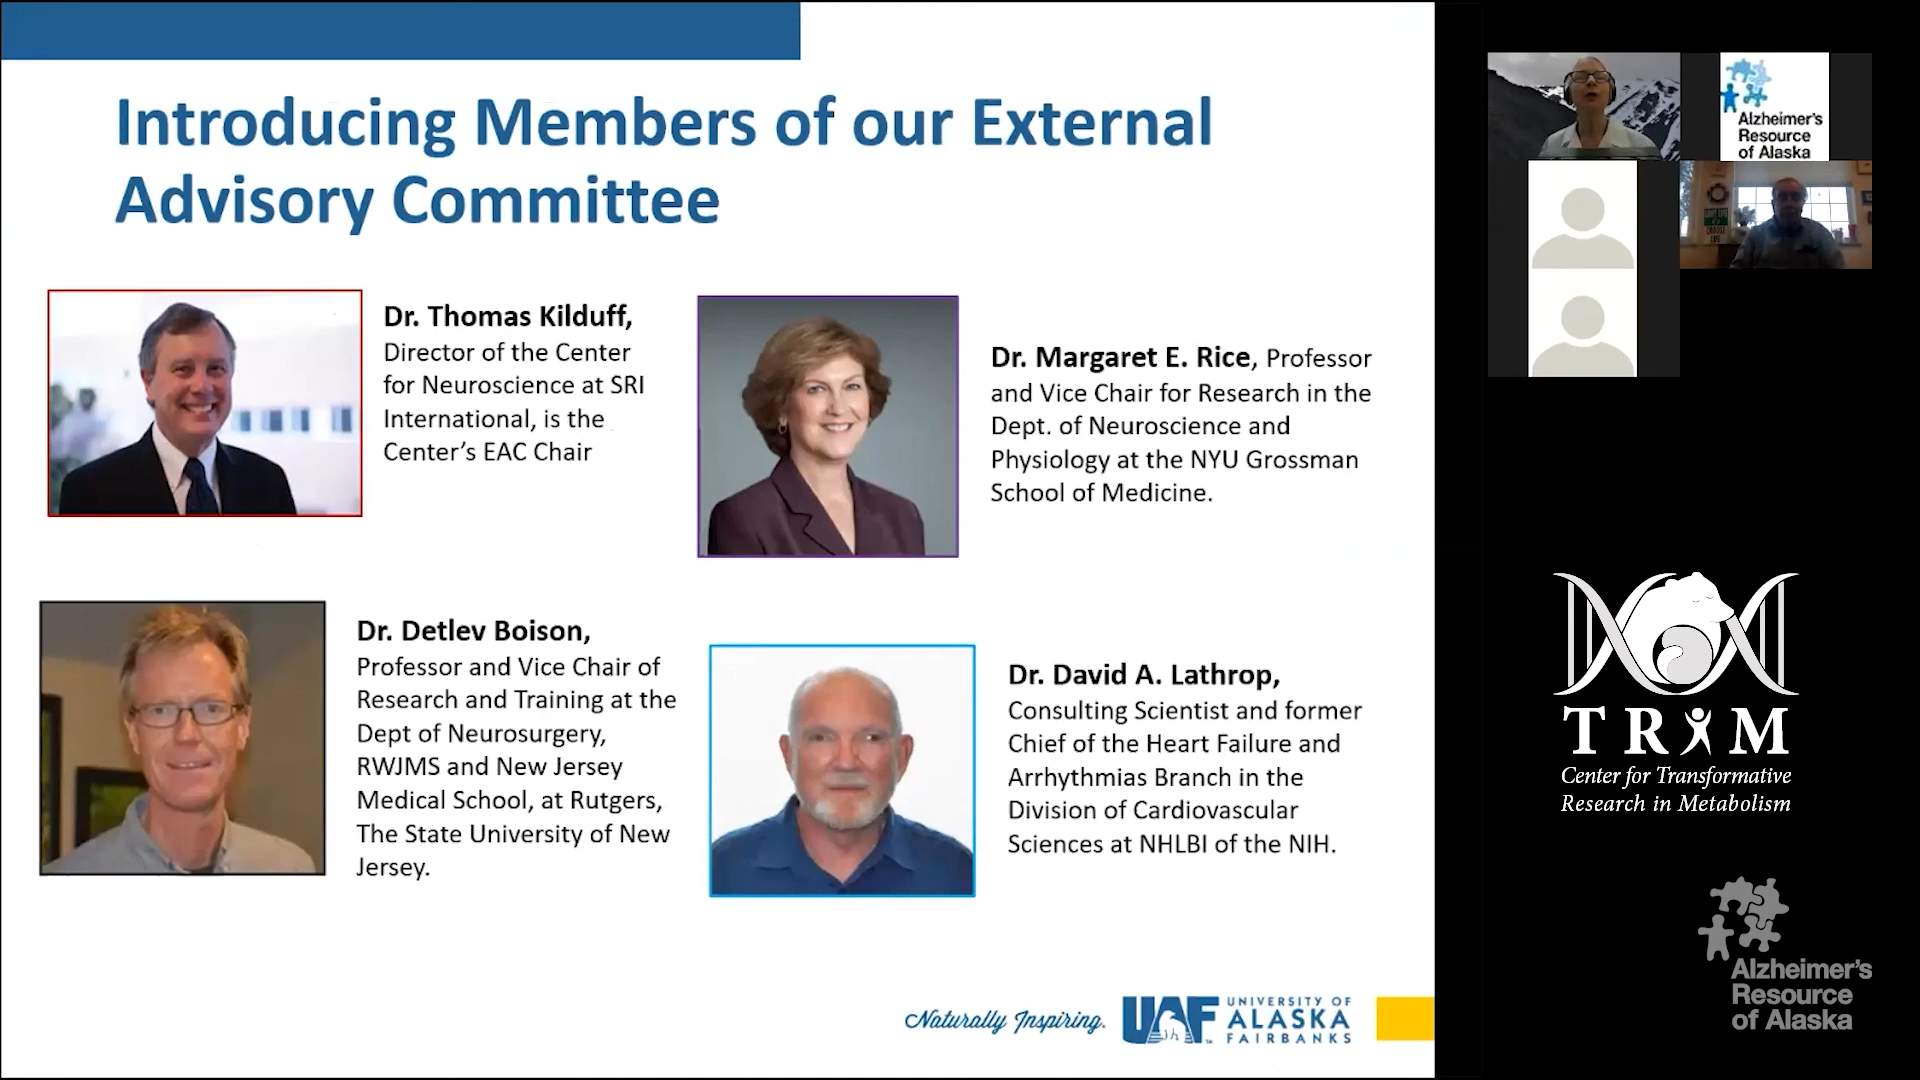 Introducing Members of our External
Advisory Committee
Dr. Thomas Kilduff,
Director of the Center
for Neuroscience at SRI
International, is the
Center's EAC Chair
Dr. Margaret E. Rice, Professor
and Vice Chair for Research in the
Dept. of Neuroscience and
Physiology at the NYU Grossman
School of Medicine.
Dr. Detlev Boison,
Professor and Vice Chair of
Research and Training at the
Dept of Neurosurgery,
RWJMS and New Jersey
Medical School, at Rutgers,
The State University of New
Jersey.
Dr. David A. Lathrop,
Consulting Scientist and former
Chief of the Heart Failure and
Arrhythmias Branch in the
Division of Cardiovascular
Sciences at NHLBI of the NIH.
Naturally Inspiring.
UAF
UNIVERSITY OF
ALASKA
FAIRBANKS
Alzheimer's
Resource
of Alaska
CHOOSE
LIFE
TRiM
Center for Transformative
Research in Metabolism
Alzheimer's
Resource
of Alaska